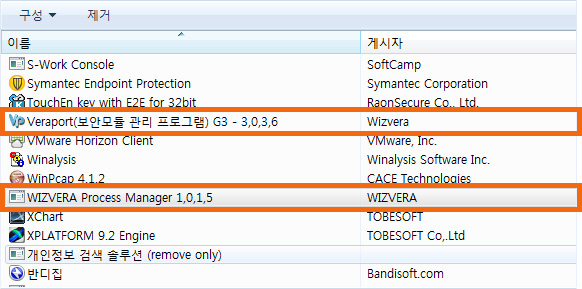 구성 제거
이름 게시자
S-Work Console SoftCamp
Symantec Endpoint Protection Symantec Corporation
TouchEn key with E2E for 32bit RaonSecure Co., Ltd.
Veraport(보안모듈 관리 프로그램) G3 - 3,0,3,6 Wizvera
VMware Horizon Client VMware, Inc.
Winalysis Winalysis Software Corporation
WinPcap 4.1.2 CACE Technologies
WIZVERA Process Manager 1,0,1,5 WIZVERA
XChart TOBESOFT
XPLATFORM 9.2 Engine TOBESOFT Co,.Ltd
개인정보 검색 솔루션 (remove only)
반디집 Bandisoft.com